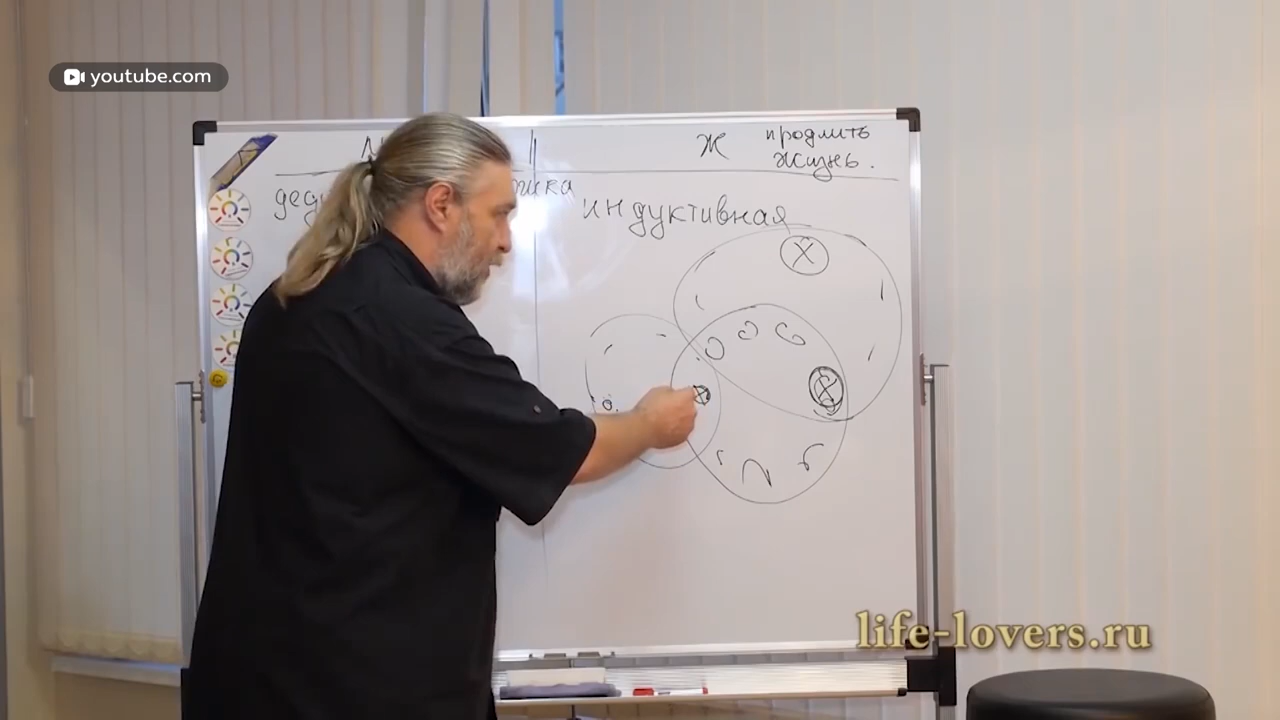 youtube.com
Ж продлить
жизнь.
индуктивная
life-lovers.ru